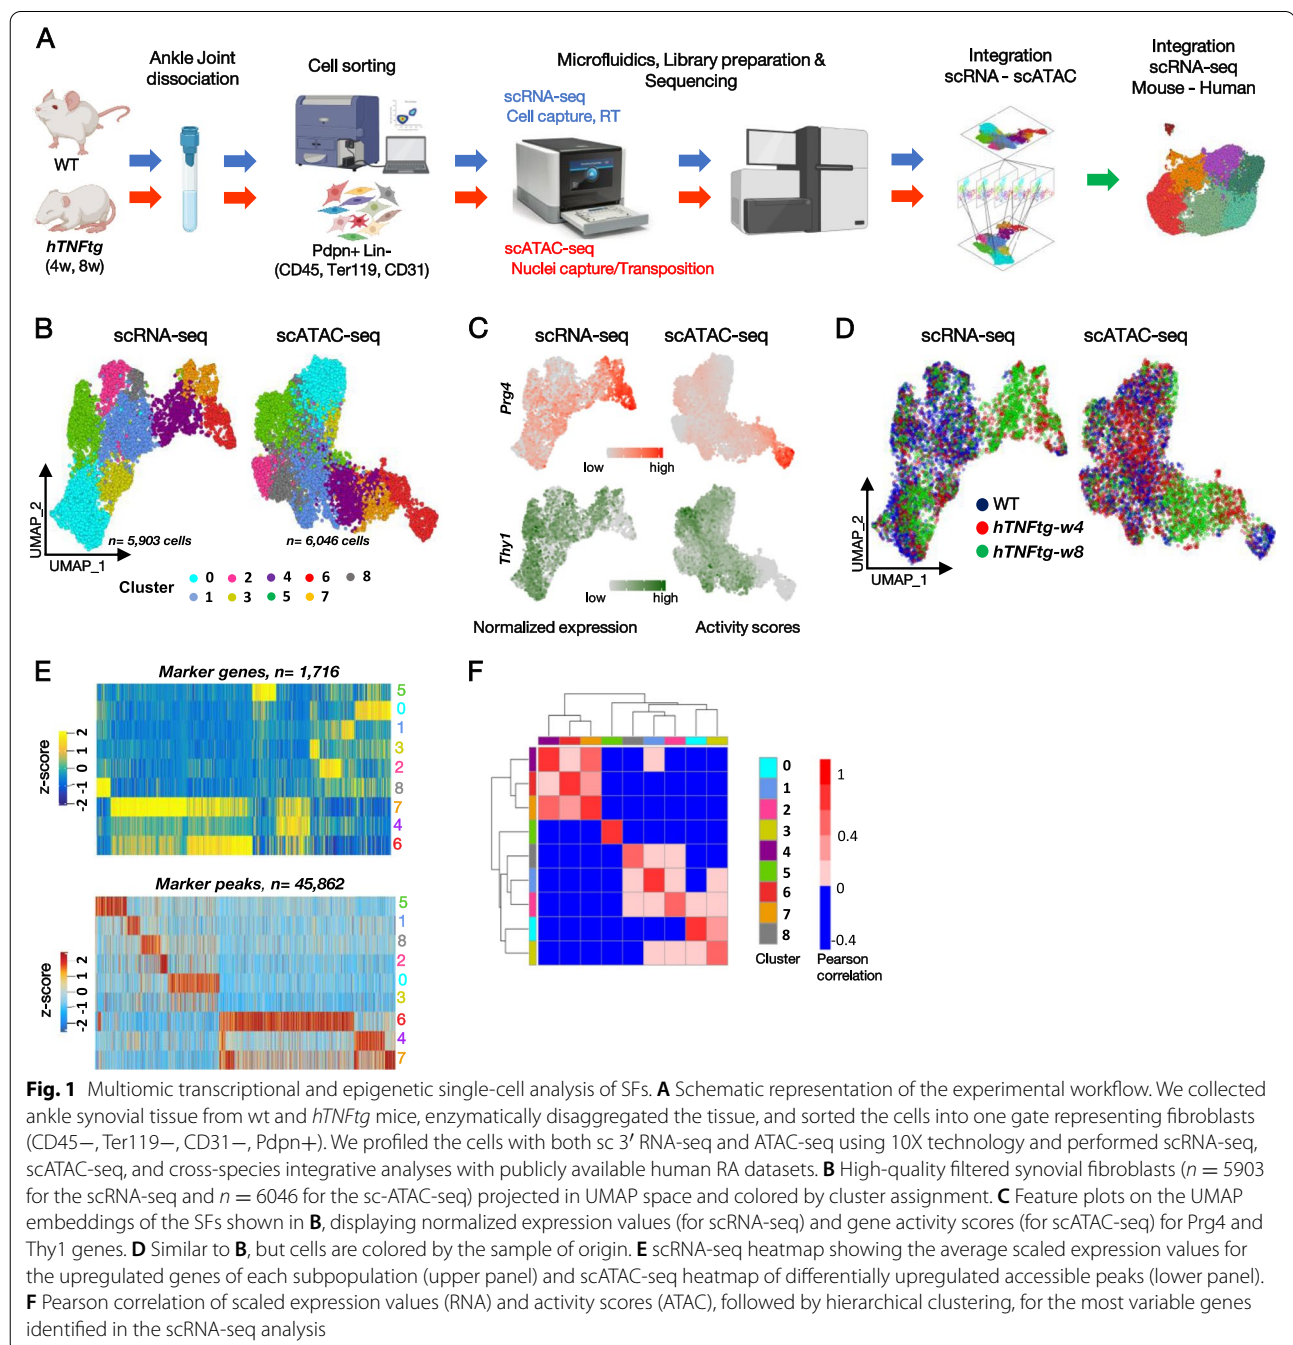 A
Ankle Joint
dissociation
Cell sorting
Microfluidics, Library preparation &
Sequencing
Integration
scRNA - scATAC
Integration
scRNA-seq
Mouse - Human
scRNA-seq
Cell capture, RT
WT
hTNFtg
(4w, 8w)
Pdpn+ Lin-
(CD45, Ter119, CD31)
scATAC-seq
Nuclei capture/Transposition
B
scRNA-seq
scATAC-seq
UMAP_2
UMAP_1
n= 5,903 cells
n= 6,046 cells
Cluster
0
2
4
6
8
1
3
5
7
C
scRNA-seq
scATAC-seq
Prg4
low
high
Thy1
low
high
Normalized expression
Activity scores
D
scRNA-seq
scATAC-seq
UMAP_2
UMAP_1
WT
hTNFtg-w4
hTNFtg-w8
E
Marker genes, n= 1,716
z-score
-2 -1 0 1 2
5
0
1
3
2
8
7
4
6
Marker peaks, n= 45,862
z-score
-2 -1 0 1 2
5
1
8
2
0
3
6
4
7
F
0
1
2
3
4
5
6
7
8
Cluster
1
0.4
0
-0.4
Pearson
correlation
Fig. 1 Multiomic transcriptional and epigenetic single-cell analysis of SFs. A Schematic representation of the experimental workflow. We collected
ankle synovial tissue from wt and hTNFtg mice, enzymatically disaggregated the tissue, and sorted the cells into one gate representing fibroblasts
(CD45−, Ter119−, CD31−, Pdpn+). We profiled the cells with both sc 3′ RNA-seq and ATAC-seq using 10X technology and performed scRNA-seq,
scATAC-seq, and cross-species integrative analyses with publicly available human RA datasets. B High-quality filtered synovial fibroblasts (n = 5903
for the scRNA-seq and n = 6046 for the sc-ATAC-seq) projected in UMAP space and colored by cluster assignment. C Feature plots on the UMAP
embeddings of the SFs shown in B, displaying normalized expression values (for scRNA-seq) and gene activity scores (for scATAC-seq) for Prg4 and
Thy1 genes. D Similar to B, but cells are colored by the sample of origin. E scRNA-seq heatmap showing the average scaled expression values for
the upregulated genes of each subpopulation (upper panel) and scATAC-seq heatmap of differentially upregulated accessible peaks (lower panel).
F Pearson correlation of scaled expression values (RNA) and activity scores (ATAC), followed by hierarchical clustering, for the most variable genes
identified in the scRNA-seq analysis